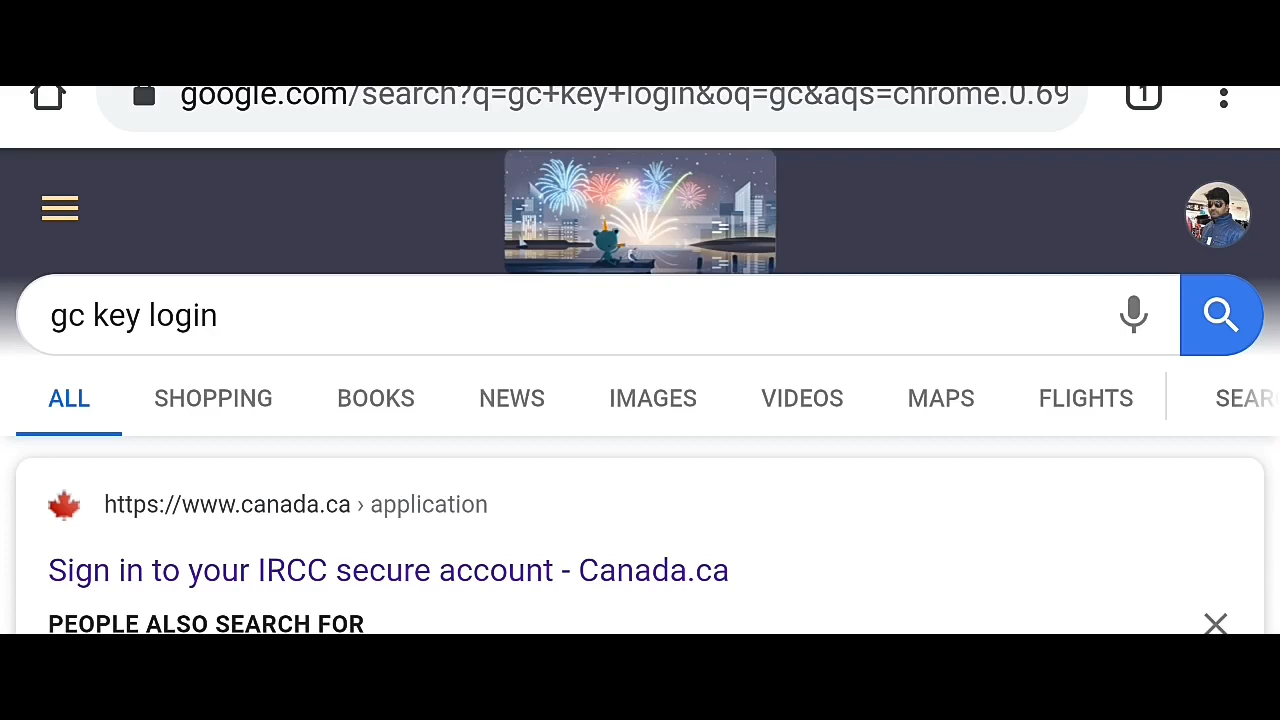 google.com/search?q=gc+key+login&oq=gc&aqs=chrome.0.69
1
gc key login
ALL SHOPPING BOOKS NEWS IMAGES VIDEOS MAPS FLIGHTS SEAR
https://www.canada.ca › application
Sign in to your IRCC secure account - Canada.ca
PEOPLE ALSO SEARCH FOR